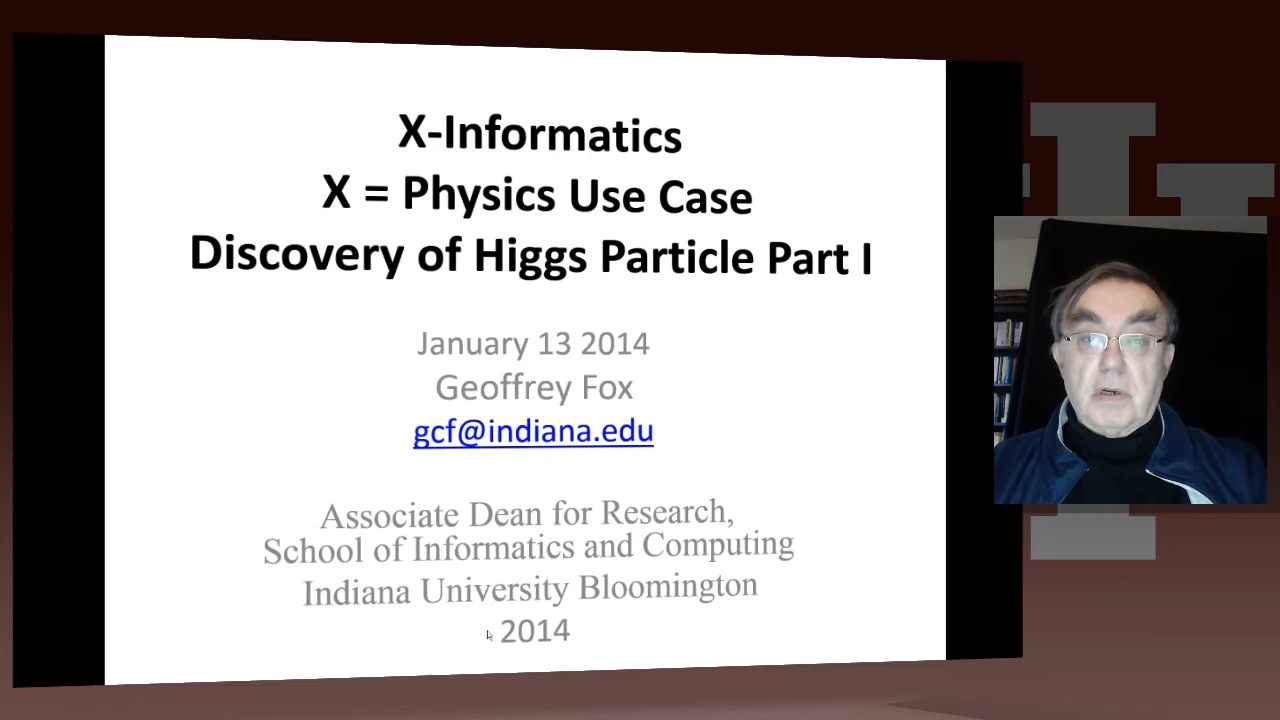 X-Informatics
X = Physics Use Case
Discovery of Higgs Particle Part I
January 13 2014
Geoffrey Fox
gcf@indiana.edu
Associate Dean for Research,
School of Informatics and Computing
Indiana University Bloomington
2014